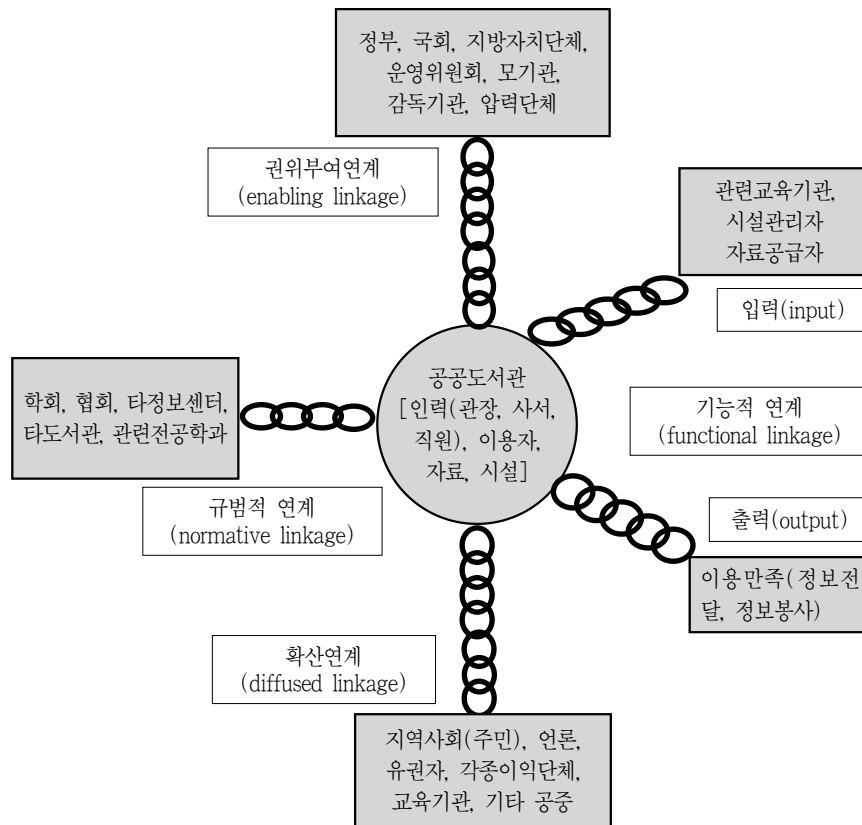 정부, 국회, 지방자치단체,
운영위원회, 모기관,
감독기관, 압력단체
권위부여연계
(enabling linkage)
관련교육기관,
시설관리자
자료공급자
입력(input)
공공도서관
[인력(관장, 사서,
직원), 이용자,
자료, 시설]
학회, 협회, 타정보센터,
타도서관, 관련전공학과
기능적 연계
(functional linkage)
규범적 연계
(normative linkage)
출력(output)
이용만족(정보전
달, 정보봉사)
확산연계
(diffused linkage)
지역사회(주민), 언론,
유권자, 각종이익단체,
교육기관, 기타 공중